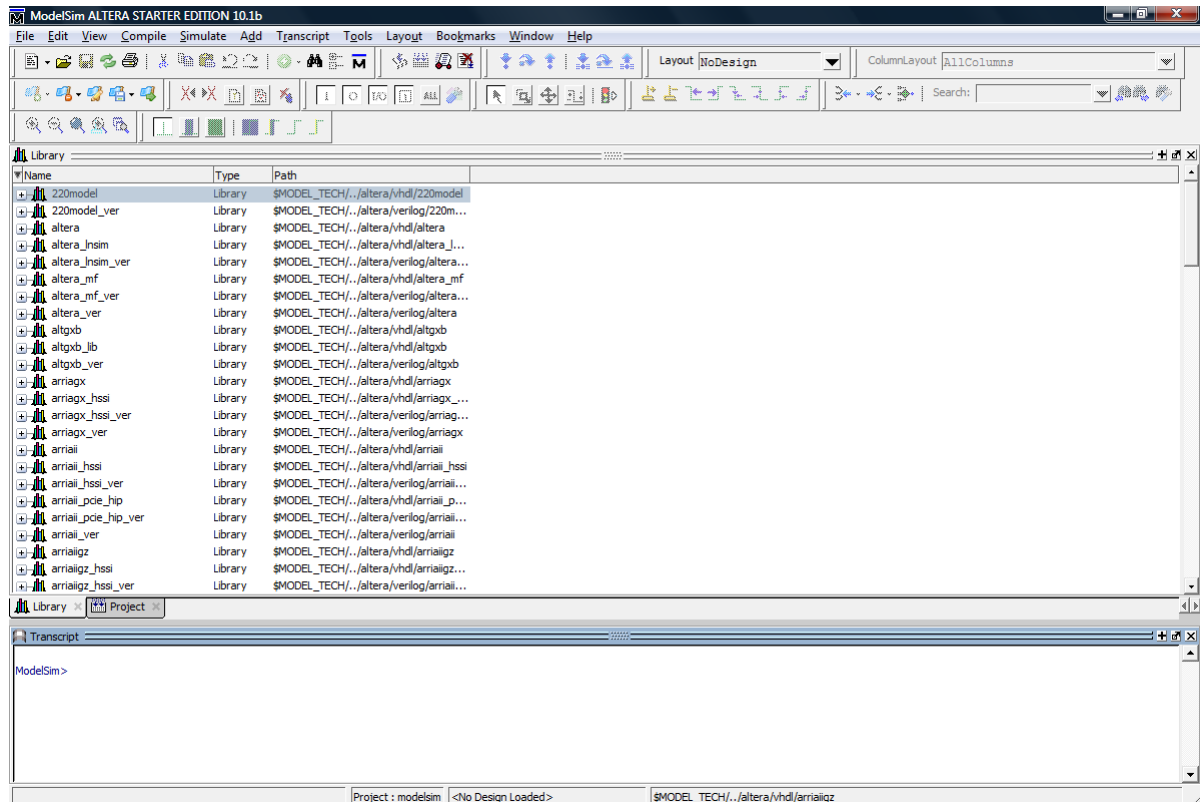 ModelSim ALTERA STARTER EDITION 10.1b
File Edit View Compile Simulate Add Transcript Tools Layout Bookmarks Window Help
Layout NoDesign ColumnLayout AllColumns
ALL Search:
Library
Name Type Path
220model Library $MODEL_TECH/../altera/vhdl/220model
220model_ver Library $MODEL_TECH/../altera/verilog/220m...
altera Library $MODEL_TECH/../altera/vhdl/altera
altera_lnsim Library $MODEL_TECH/../altera/vhdl/altera_l...
altera_lnsim_ver Library $MODEL_TECH/../altera/verilog/altera...
altera_mf Library $MODEL_TECH/../altera/vhdl/altera_mf
altera_mf_ver Library $MODEL_TECH/../altera/verilog/altera...
altera_ver Library $MODEL_TECH/../altera/verilog/altera
altgxb Library $MODEL_TECH/../altera/vhdl/altgxb
altgxb_lib Library $MODEL_TECH/../altera/vhdl/altgxb
altgxb_ver Library $MODEL_TECH/../altera/verilog/altgxb
arriagx Library $MODEL_TECH/../altera/vhdl/arriagx
arriagx_hssi Library $MODEL_TECH/../altera/vhdl/arriagx_...
arriagx_hssi_ver Library $MODEL_TECH/../altera/verilog/arriag...
arriagx_ver Library $MODEL_TECH/../altera/verilog/arriagx
arriaii Library $MODEL_TECH/../altera/vhdl/arriaii
arriaii_hssi Library $MODEL_TECH/../altera/vhdl/arriaii_hssi
arriaii_hssi_ver Library $MODEL_TECH/../altera/verilog/arriaii...
arriaii_pcie_hip Library $MODEL_TECH/../altera/vhdl/arriaii_p...
arriaii_pcie_hip_ver Library $MODEL_TECH/../altera/verilog/arriaii...
arriaii_ver Library $MODEL_TECH/../altera/verilog/arriaii
arriaiigz Library $MODEL_TECH/../altera/vhdl/arriaiigz
arriaiigz_hssi Library $MODEL_TECH/../altera/vhdl/arriaiigz...
arriaiigz_hssi_ver Library $MODEL_TECH/../altera/verilog/arriaii...
Library Project
Transcript
ModelSim>
Project : modelsim <No Design Loaded> $MODEL_TECH/../altera/vhdl/arriaiigz